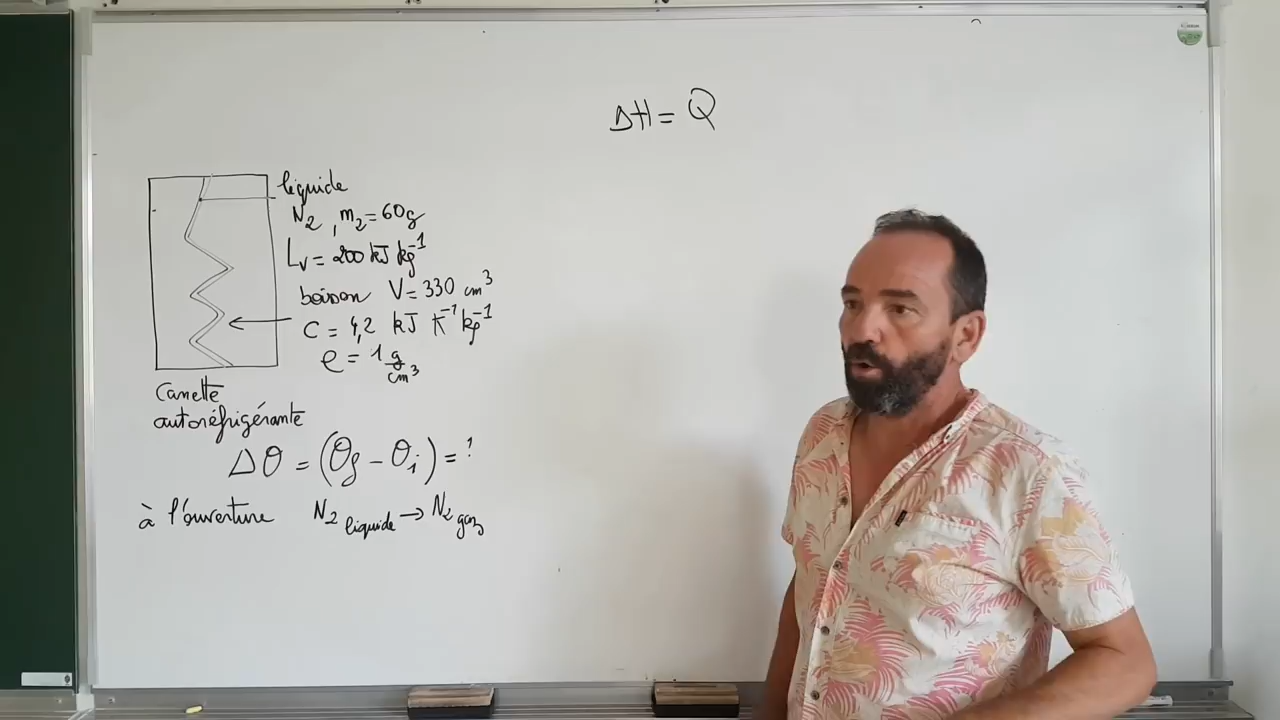 ΔH = Q
liquide
N₂, m₂ = 60g
Lv = 200 kJ kg⁻¹
boisson V = 330 cm³
c = 4,2 kJ K⁻¹ kg⁻¹
ρ = 1 g/cm³
Canette
autoréfrigérante
Δθ = (θf - θi) = ?
à l'ouverture N₂ liquide → N₂ gaz